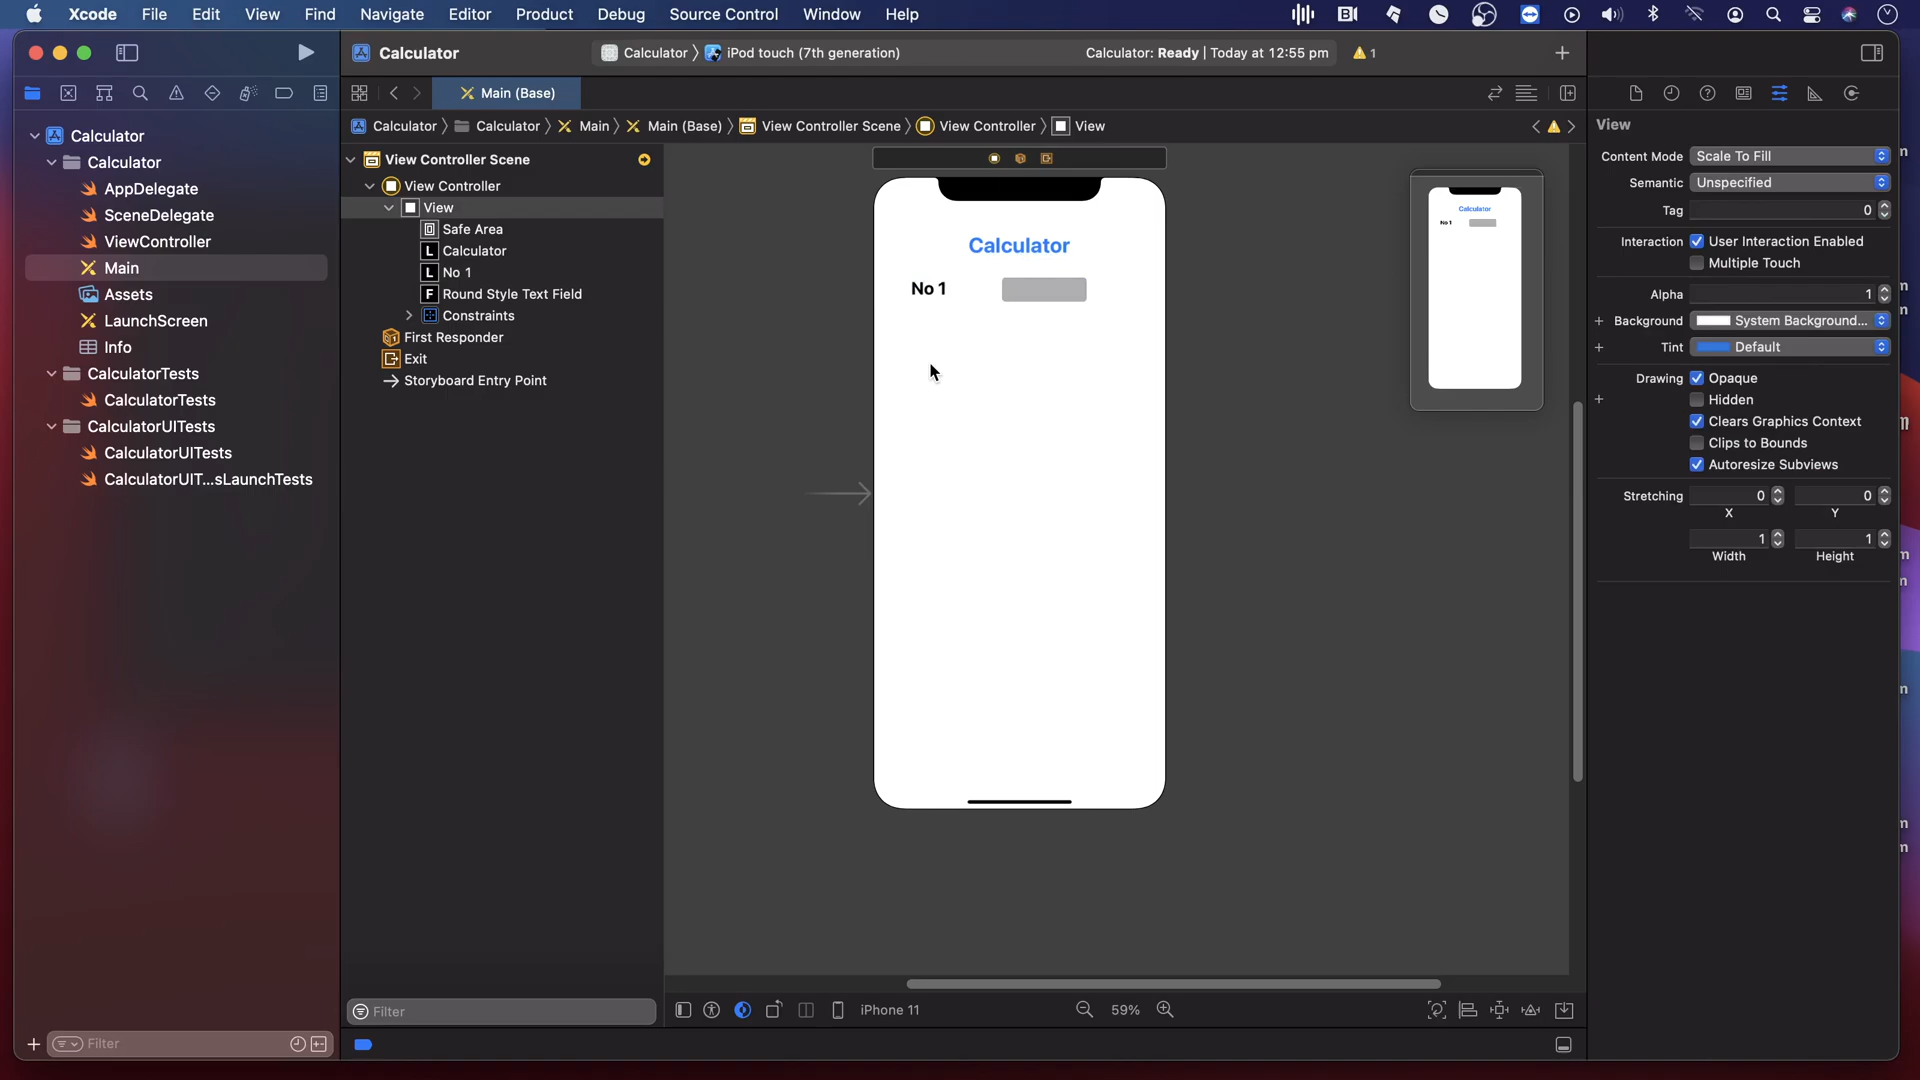 Xcode File Edit View Find Navigate Editor Product Debug Source Control Window Help
Calculator
Calculator 〉 iPod touch (7th generation)
Calculator: Ready | Today at 12:55 pm
1
Main (Base)
Calculator 〉 Calculator 〉 Main 〉 Main (Base) 〉 View Controller Scene 〉 View Controller 〉 View
Calculator
Calculator
AppDelegate
SceneDelegate
ViewController
Main
Assets
LaunchScreen
Info
CalculatorTests
CalculatorTests
CalculatorUITests
CalculatorUITests
CalculatorUIT...sLaunchTests
Filter
View Controller Scene
View Controller
View
Safe Area
L Calculator
L No 1
F Round Style Text Field
Constraints
First Responder
Exit
Storyboard Entry Point
Filter
Calculator
No 1
Calculator
No 1
iPhone 11
59%
View
Content Mode Scale To Fill
Semantic Unspecified
Tag 0
Interaction User Interaction Enabled
Multiple Touch
Alpha 1
Background System Background...
Tint Default
Drawing Opaque
Hidden
Clears Graphics Context
Clips to Bounds
Autoresize Subviews
Stretching 0 0
X Y
1 1
Width Height